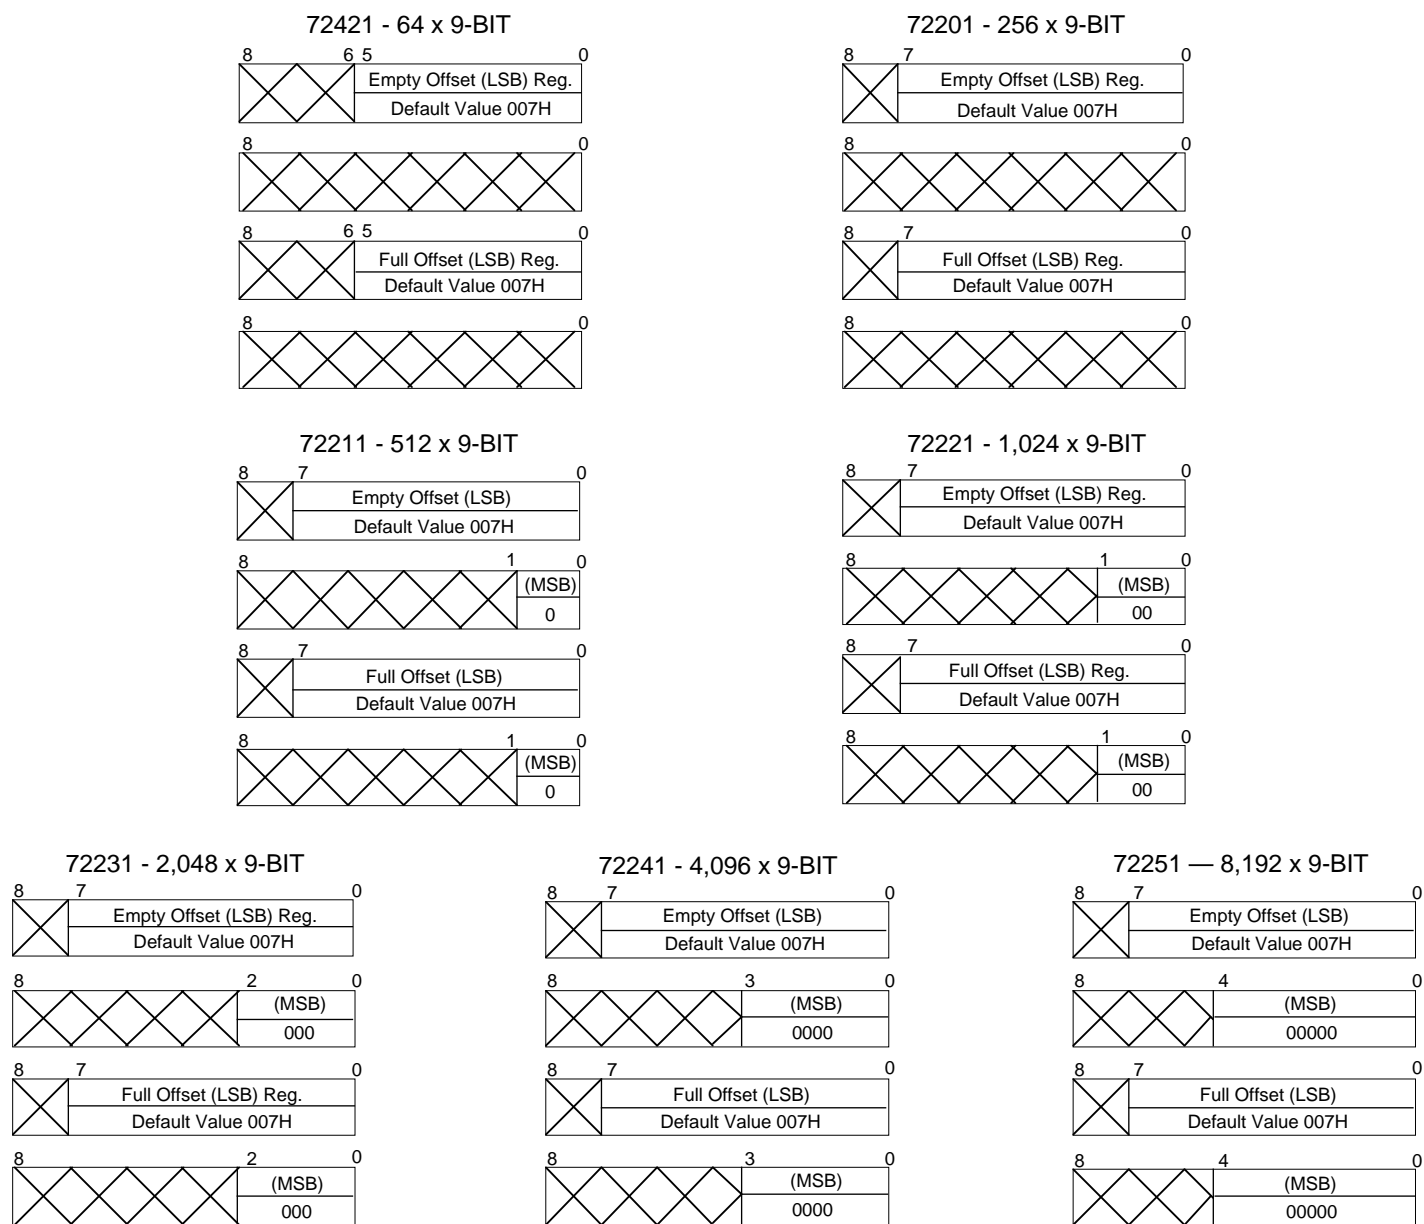 72421 - 64 x 9-BIT
8 6 5 0
Empty Offset (LSB) Reg.
Default Value 007H
8 0
8 6 5 0
Full Offset (LSB) Reg.
Default Value 007H
8 0
72201 - 256 x 9-BIT
8 7 0
Empty Offset (LSB) Reg.
Default Value 007H
8 0
8 7 0
Full Offset (LSB) Reg.
Default Value 007H
8 0
72211 - 512 x 9-BIT
8 7 0
Empty Offset (LSB)
Default Value 007H
8 1 0
(MSB)
0
8 7 0
Full Offset (LSB)
Default Value 007H
8 1 0
(MSB)
0
72221 - 1,024 x 9-BIT
8 7 0
Empty Offset (LSB) Reg.
Default Value 007H
8 1 0
(MSB)
00
8 7 0
Full Offset (LSB) Reg.
Default Value 007H
8 1 0
(MSB)
00
72231 - 2,048 x 9-BIT
8 7 0
Empty Offset (LSB) Reg.
Default Value 007H
8 2 0
(MSB)
000
8 7 0
Full Offset (LSB) Reg.
Default Value 007H
8 2 0
(MSB)
000
72241 - 4,096 x 9-BIT
8 7 0
Empty Offset (LSB)
Default Value 007H
8 3 0
(MSB)
0000
8 7 0
Full Offset (LSB)
Default Value 007H
8 3 0
(MSB)
0000
72251 — 8,192 x 9-BIT
8 7 0
Empty Offset (LSB)
Default Value 007H
8 4 0
(MSB)
00000
8 7 0
Full Offset (LSB)
Default Value 007H
8 4 0
(MSB)
00000